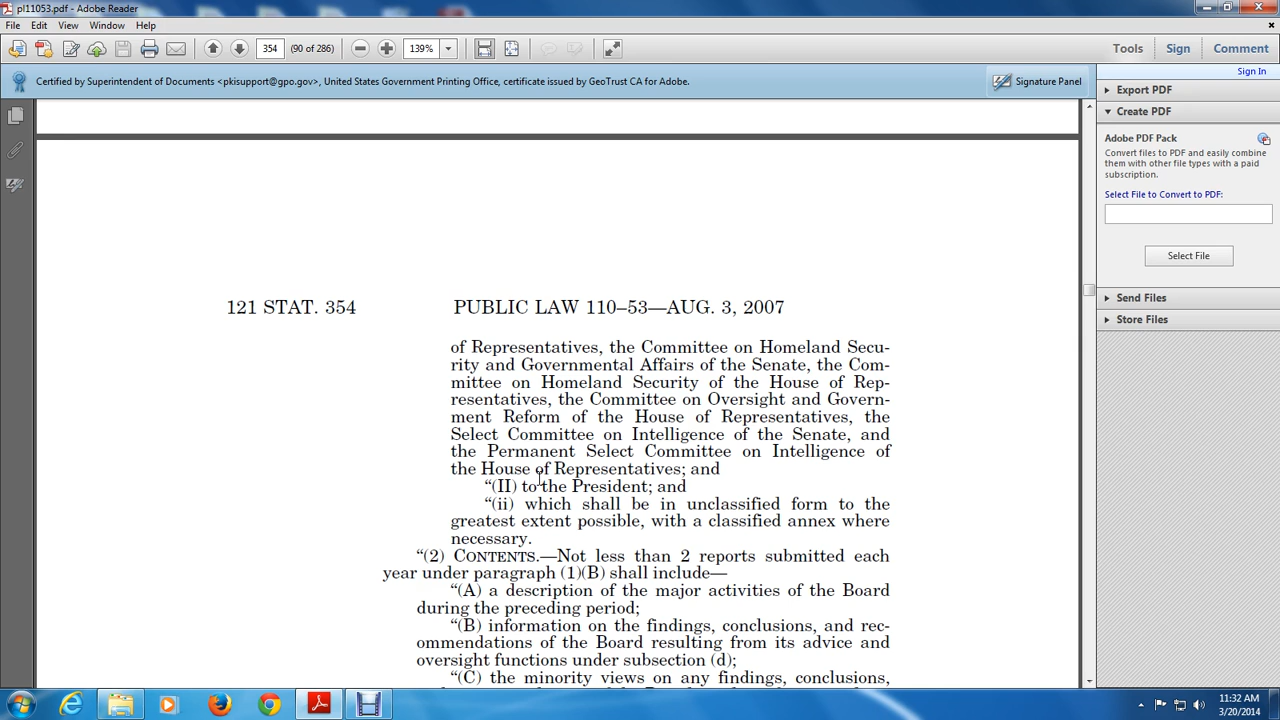 pl11053.pdf - Adobe Reader
File Edit View Window Help
354 (90 of 286) 139% Tools Sign Comment
Certified by Superintendent of Documents <pkisupport@gpo.gov>, United States Government Printing Office, certificate issued by GeoTrust CA for Adobe.
Signature Panel
Sign In
Export PDF
Create PDF
Adobe PDF Pack
Convert files to PDF and easily combine
them with other file types with a paid
subscription.
Select File to Convert to PDF:
Select File
Send Files
Store Files
121 STAT. 354 PUBLIC LAW 110–53—AUG. 3, 2007
of Representatives, the Committee on Homeland Secu-
rity and Governmental Affairs of the Senate, the Com-
mittee on Homeland Security of the House of Rep-
resentatives, the Committee on Oversight and Govern-
ment Reform of the House of Representatives, the
Select Committee on Intelligence of the Senate, and
the Permanent Select Committee on Intelligence of
the House of Representatives; and
“(II) to the President; and
“(ii) which shall be in unclassified form to the
greatest extent possible, with a classified annex where
necessary.
“(2) CONTENTS.—Not less than 2 reports submitted each
year under paragraph (1)(B) shall include—
“(A) a description of the major activities of the Board
during the preceding period;
“(B) information on the findings, conclusions, and rec-
ommendations of the Board resulting from its advice and
oversight functions under subsection (d);
“(C) the minority views on any findings, conclusions,
11:32 AM
3/20/2014